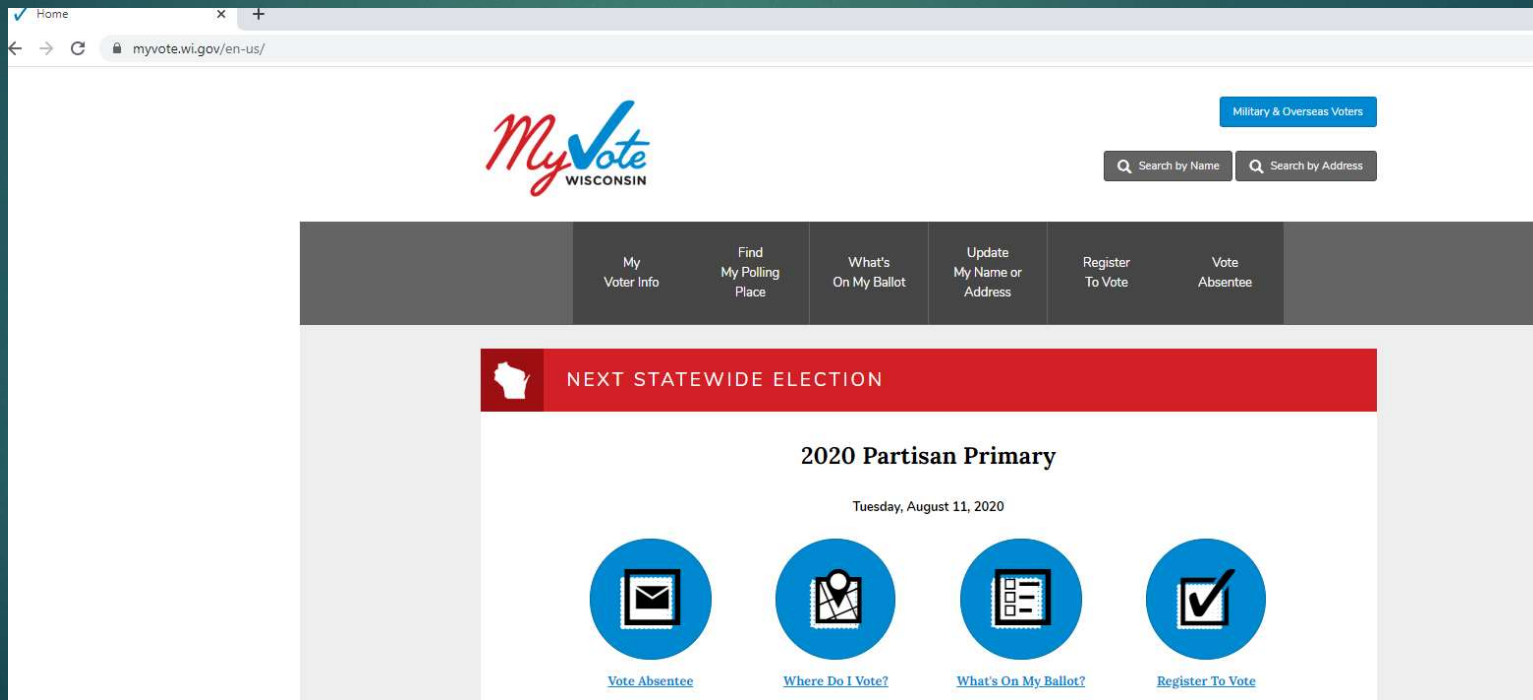 Home
myvote.wi.gov/en-us/
MyVote
WISCONSIN
Military & Overseas Voters
Search by Name
Search by Address
My
Voter Info
Find
My Polling
Place
What's
On My Ballot
Update
My Name or
Address
Register
To Vote
Vote
Absentee
NEXT STATEWIDE ELECTION
2020 Partisan Primary
Tuesday, August 11, 2020
Vote Absentee
Where Do I Vote?
What's On My Ballot?
Register To Vote